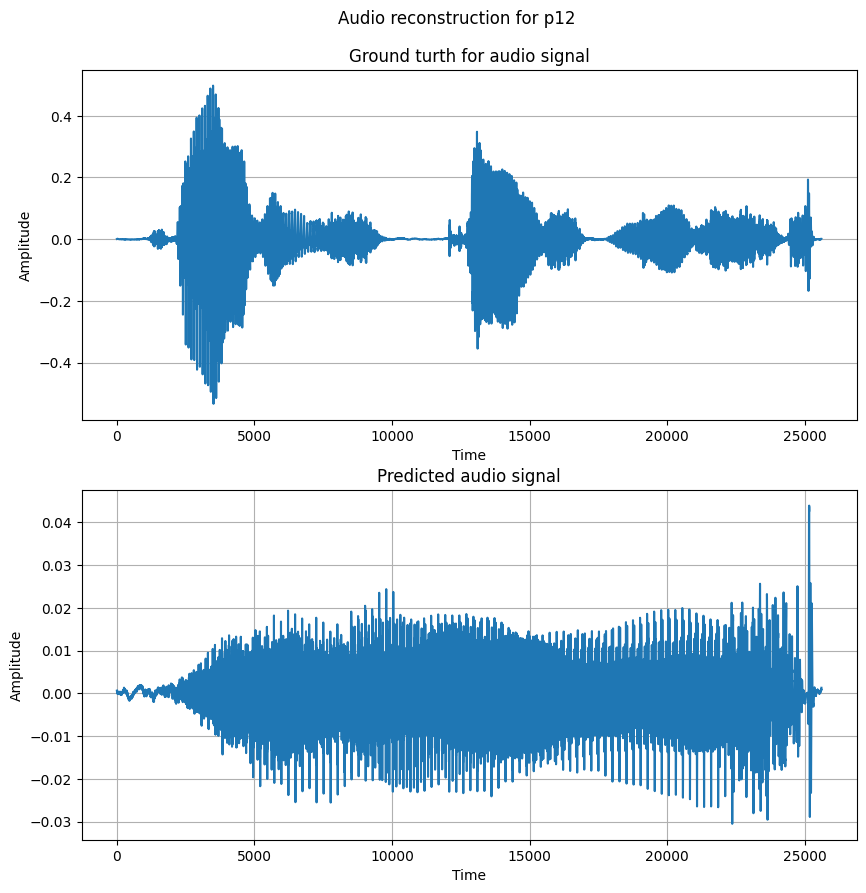 Audio reconstruction for p12
Ground turth for audio signal
0.4
0.2
0.0
−0.2
−0.4
Amplitude
0 5000 10000 15000 20000 25000
Time
Predicted audio signal
0.04
0.03
0.02
0.01
0.00
−0.01
−0.02
−0.03
Amplitude
0 5000 10000 15000 20000 25000
Time